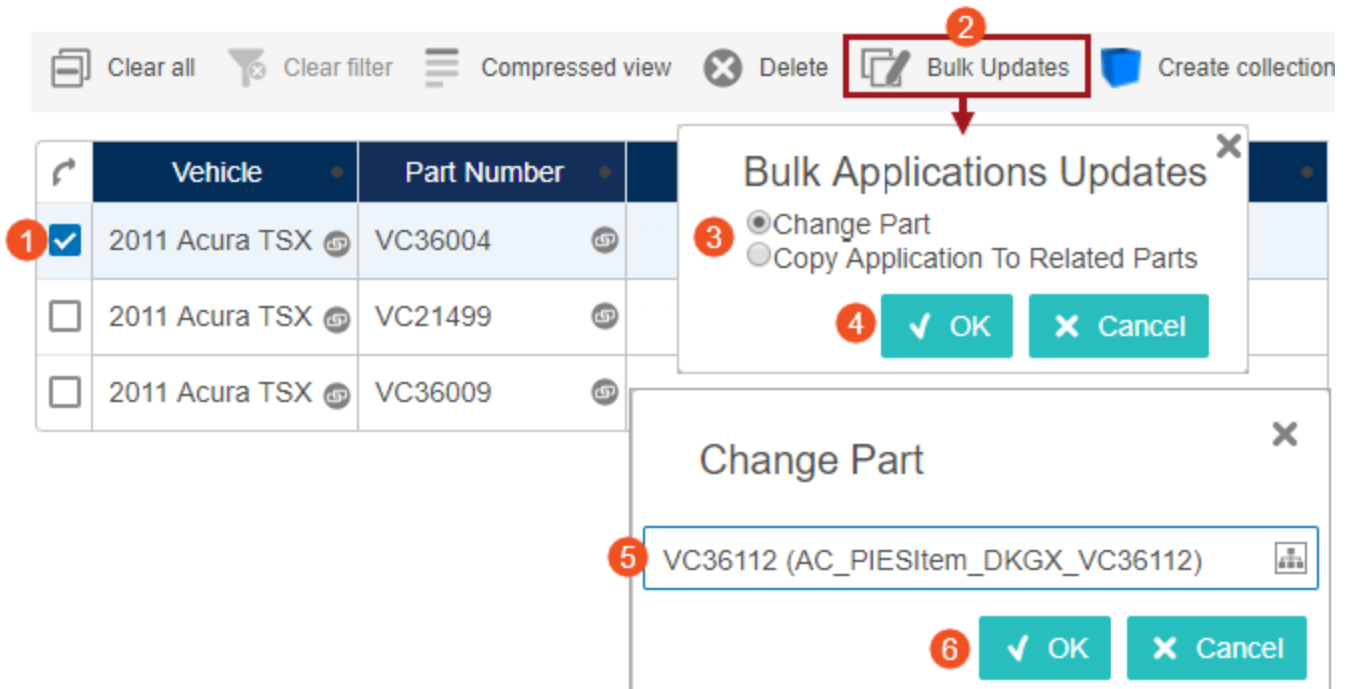 2
Clear all Clear filter Compressed view Delete Bulk Updates Create collection
Vehicle Part Number
1 2011 Acura TSX VC36004
2011 Acura TSX VC21499
2011 Acura TSX VC36009
Bulk Applications Updates
3 Change Part
Copy Application To Related Parts
4 OK Cancel
Change Part
5 VC36112 (AC_PIESItem_DKGX_VC36112)
6 OK Cancel